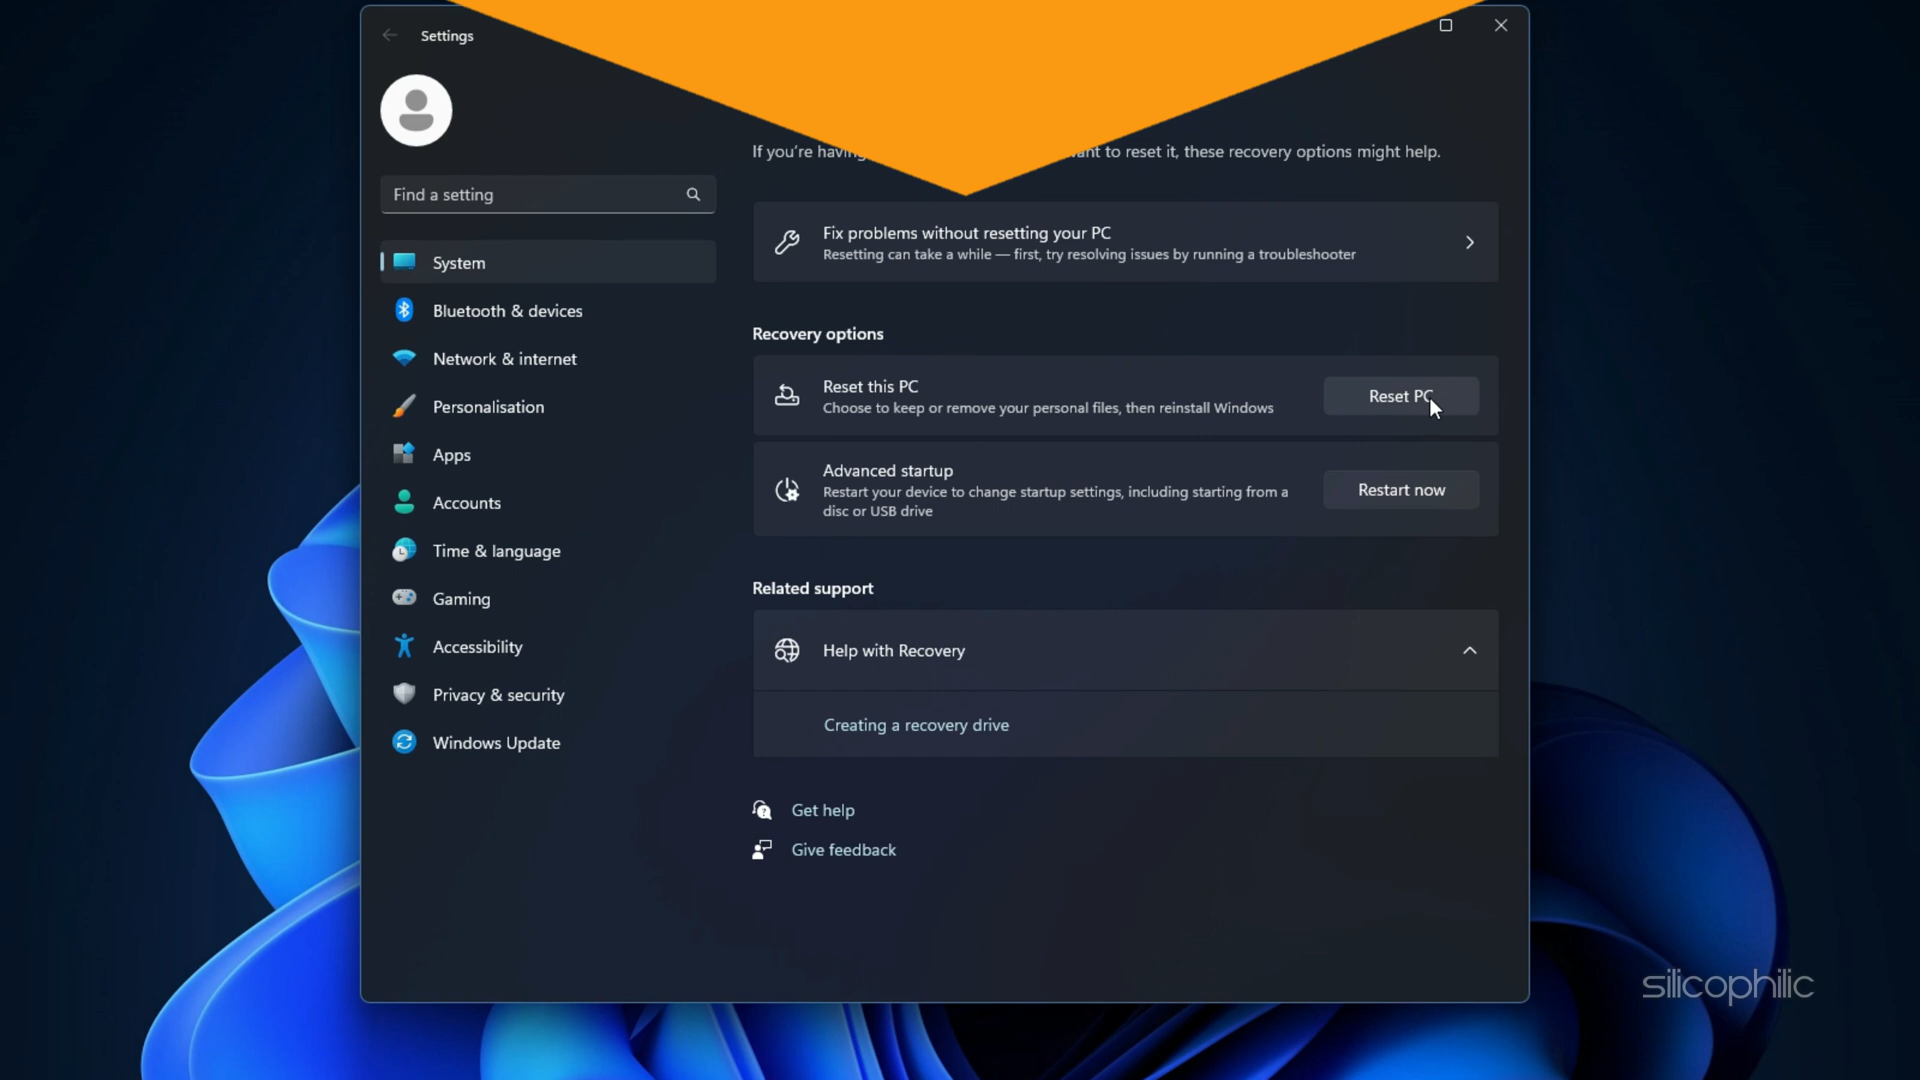 Settings
Find a setting
System
Bluetooth & devices
Network & internet
Personalisation
Apps
Accounts
Time & language
Gaming
Accessibility
Privacy & security
Windows Update
If you're having to reset it, these recovery options might help.
Fix problems without resetting your PC
Resetting can take a while — first, try resolving issues by running a troubleshooter
Recovery options
Reset this PC
Choose to keep or remove your personal files, then reinstall Windows
Reset PC
Advanced startup
Restart your device to change startup settings, including starting from a
disc or USB drive
Restart now
Related support
Help with Recovery
Creating a recovery drive
Get help
Give feedback
silicophilic